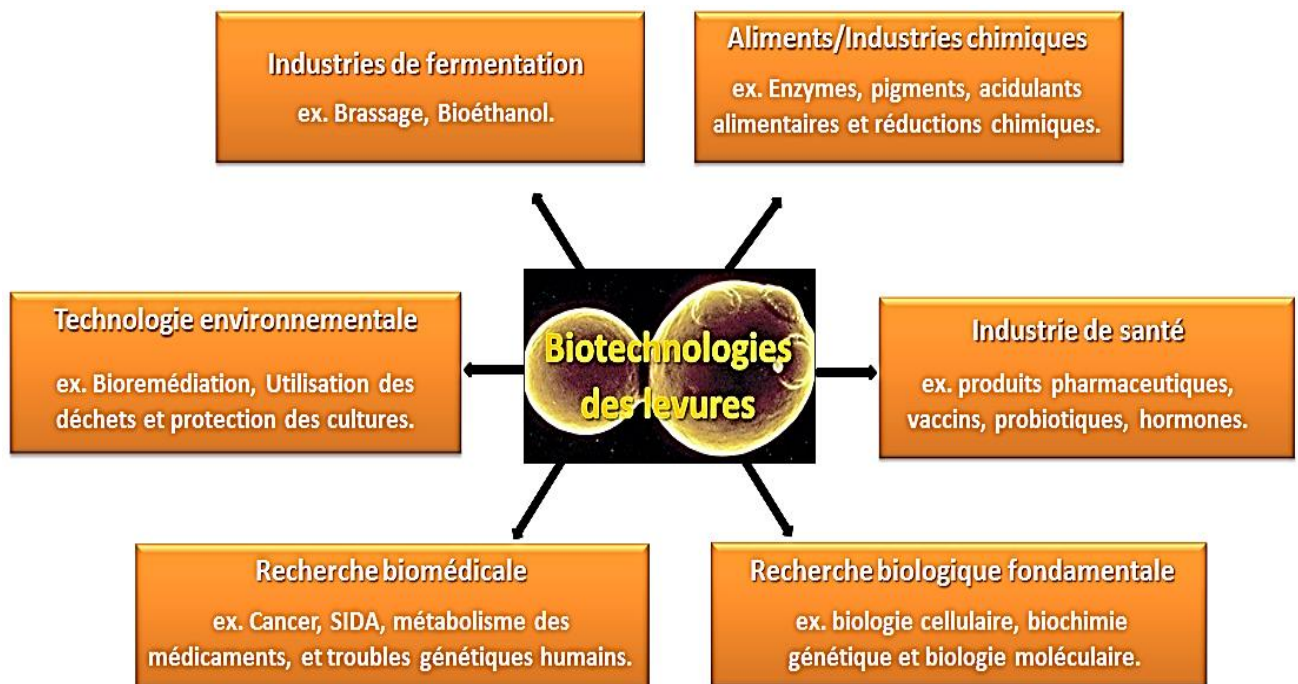 Industries de fermentation
ex. Brassage, Bioéthanol.
Aliments/Industries chimiques
ex. Enzymes, pigments, acidulants
alimentaires et réductions chimiques.
Technologie environnementale
ex. Bioremédiation, Utilisation des
déchets et protection des cultures.
Biotechnologies
des levures
Industrie de santé
ex. produits pharmaceutiques,
vaccins, probiotiques, hormones.
Recherche biomédicale
ex. Cancer, SIDA, métabolisme des
médicaments, et troubles génétiques humains.
Recherche biologique fondamentale
ex. biologie cellulaire, biochimie
génétique et biologie moléculaire.